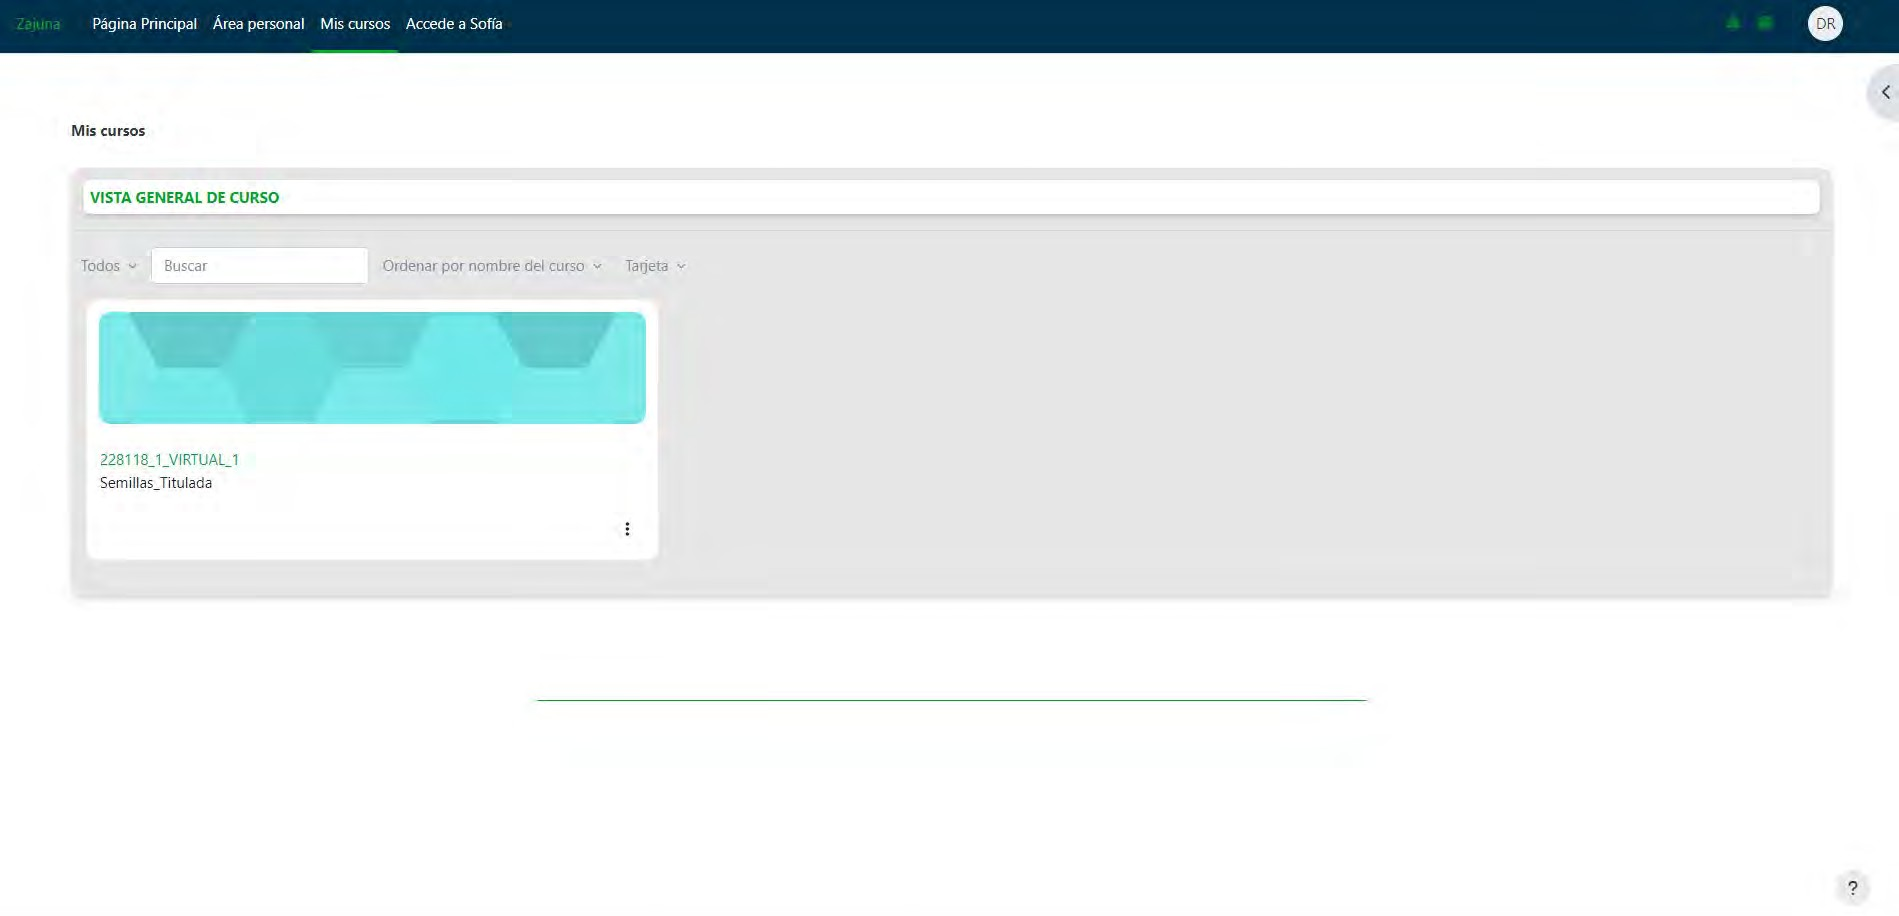 Zajuna Página Principal Área personal Mis cursos Accede a Sofía DR
Mis cursos
VISTA GENERAL DE CURSO
Todos Buscar Ordenar por nombre del curso Tarjeta
228118_1_VIRTUAL_1
Semillas_Titulada
?